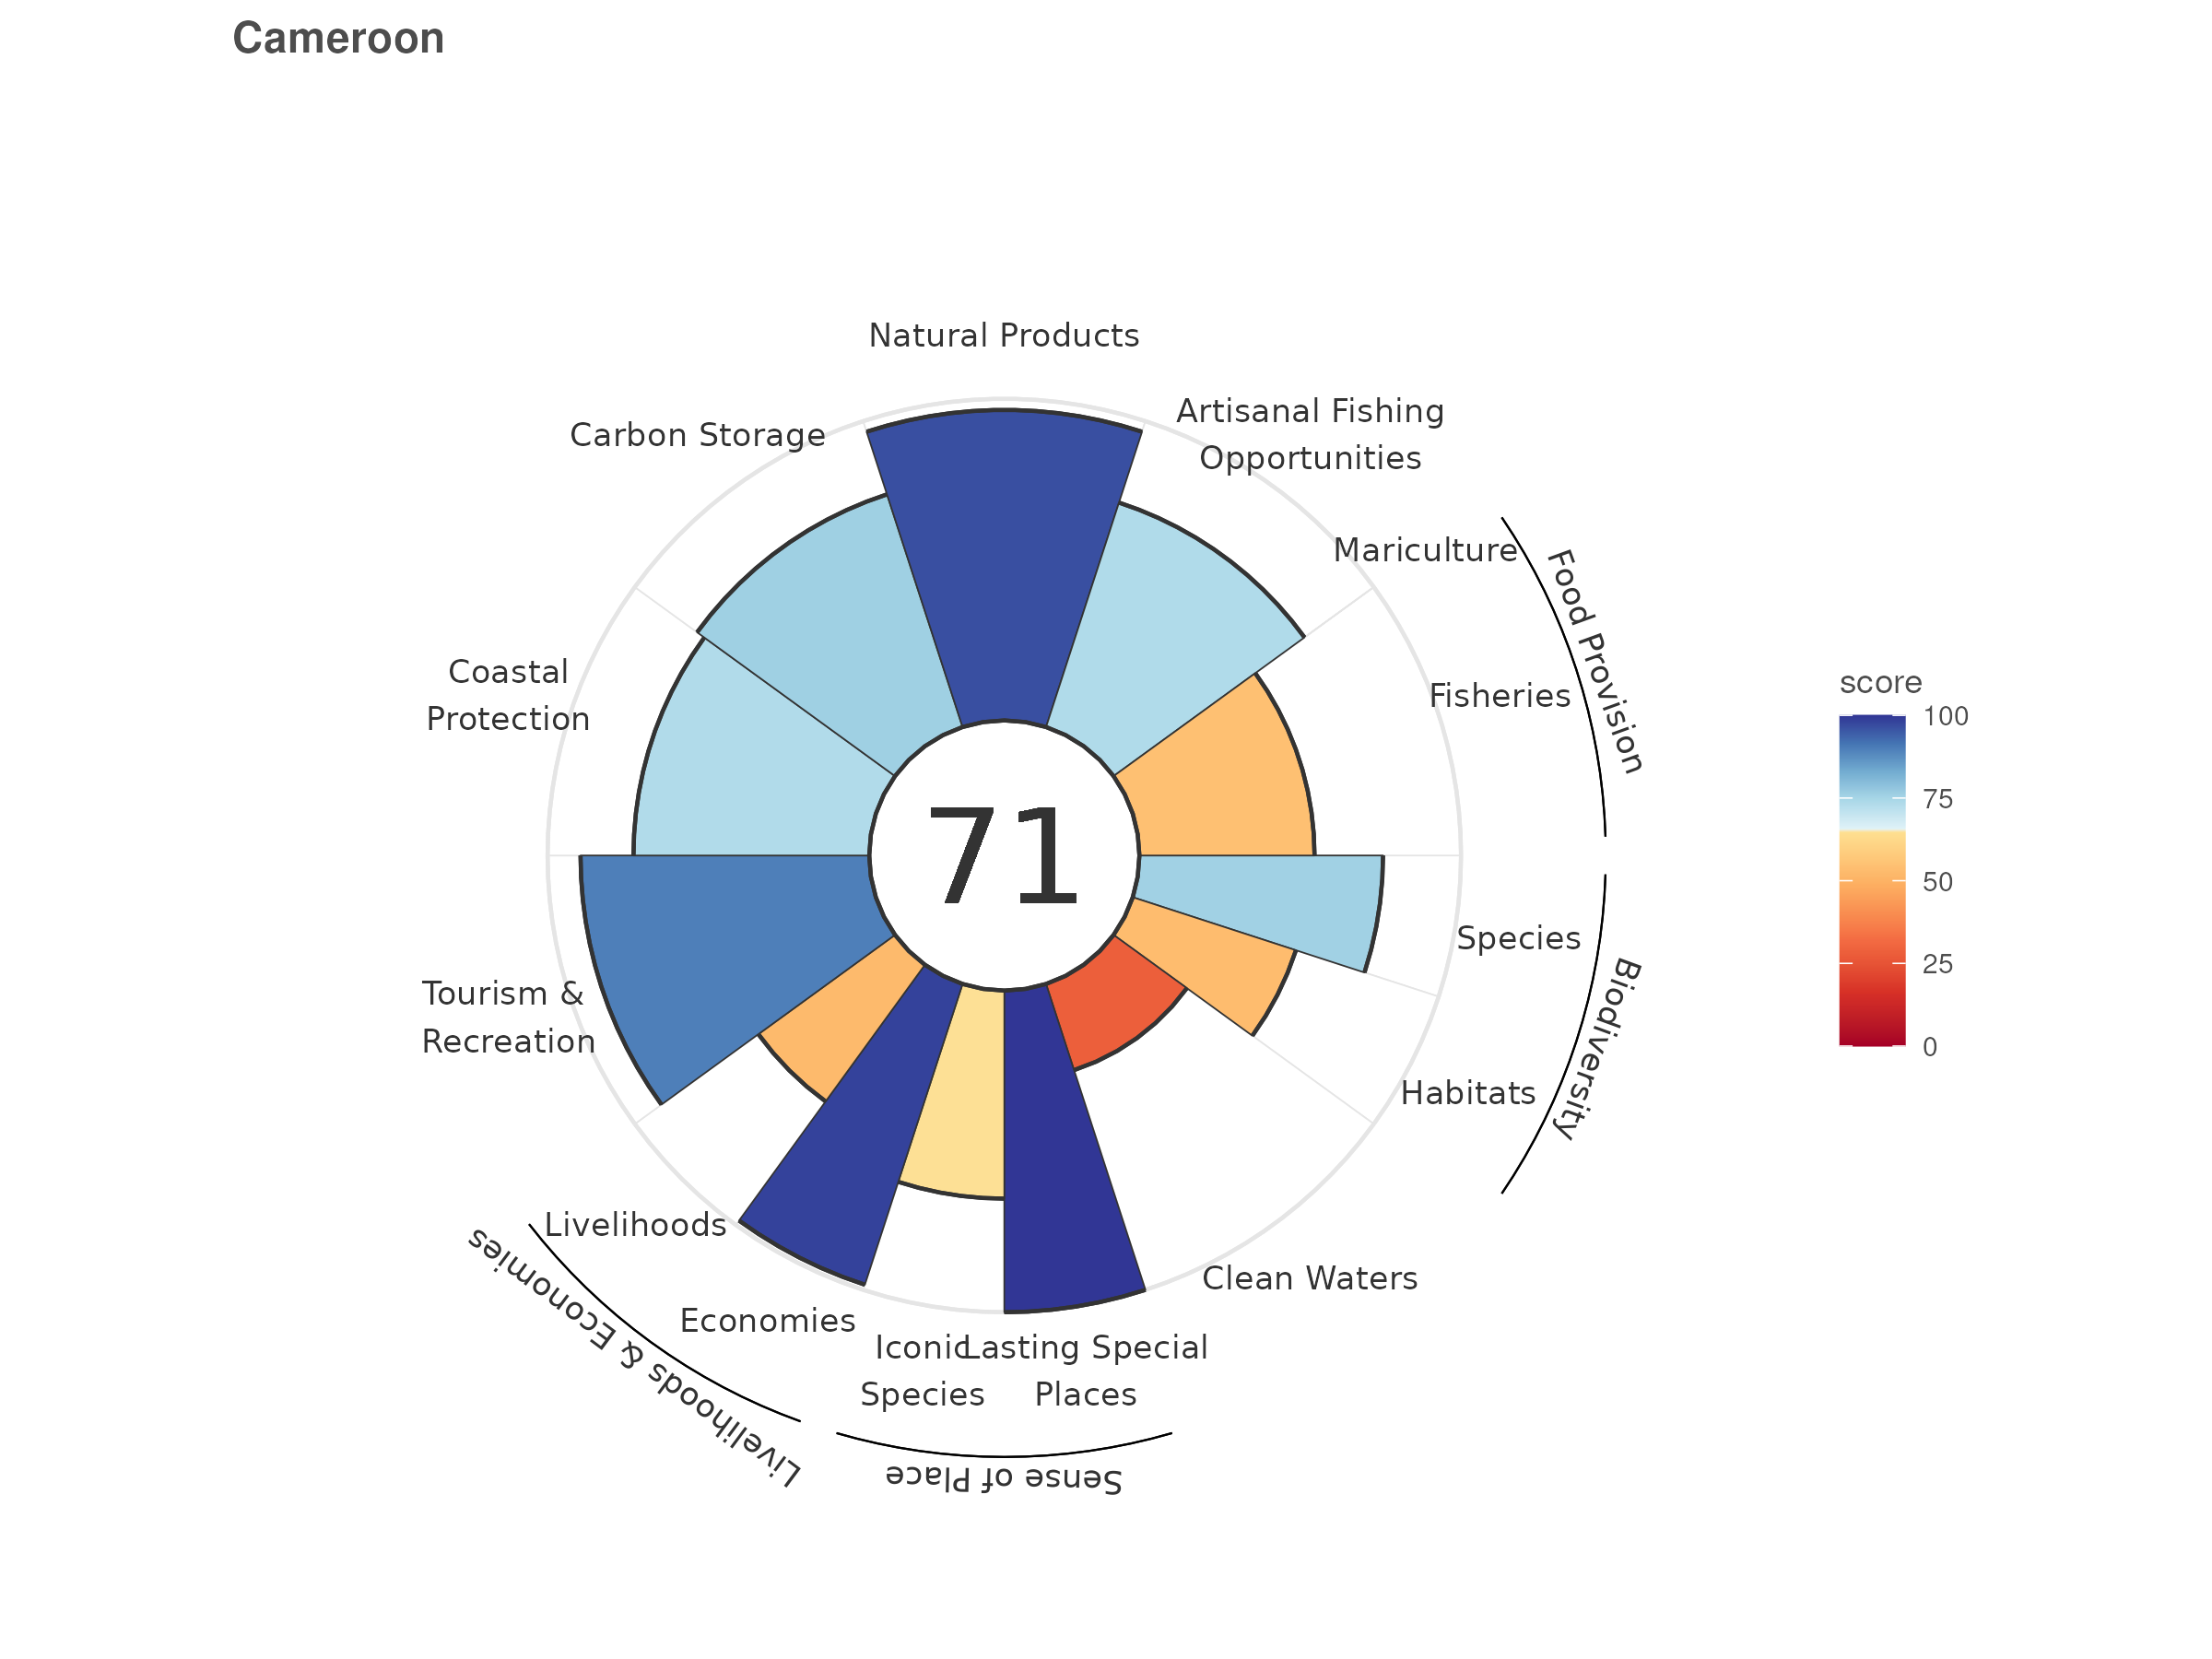 Cameroon
Natural Products
Artisanal Fishing
Opportunities
Carbon Storage
Mariculture
Food Provision
Fisheries
Coastal
Protection
score
100
75
50
25
0
71
Species
Biodiversity
Habitats
Tourism &
Recreation
Livelihoods
Livelihoods & Economies
Clean Waters
Economies
Iconic
Species
Lasting Special
Places
Sense of Place